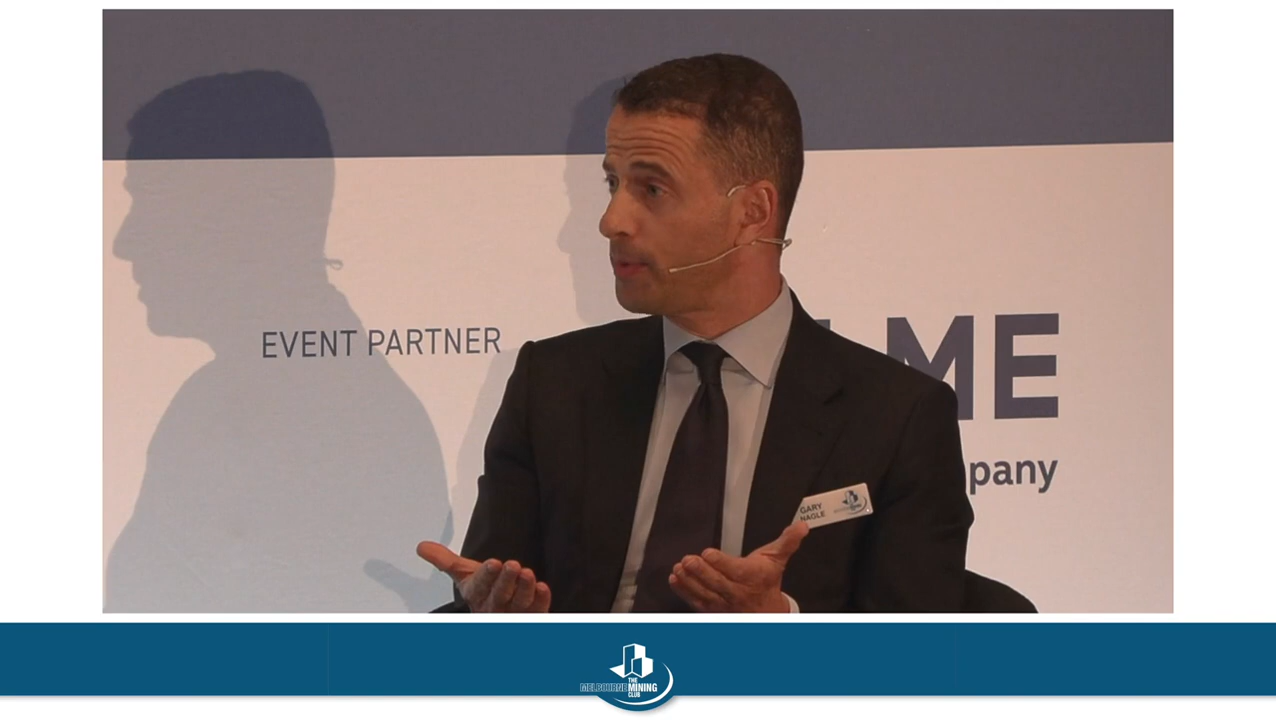 EVENT PARTNER
ME
pany
GARY
NAGLE
THE
MELBOURNE MINING
CLUB